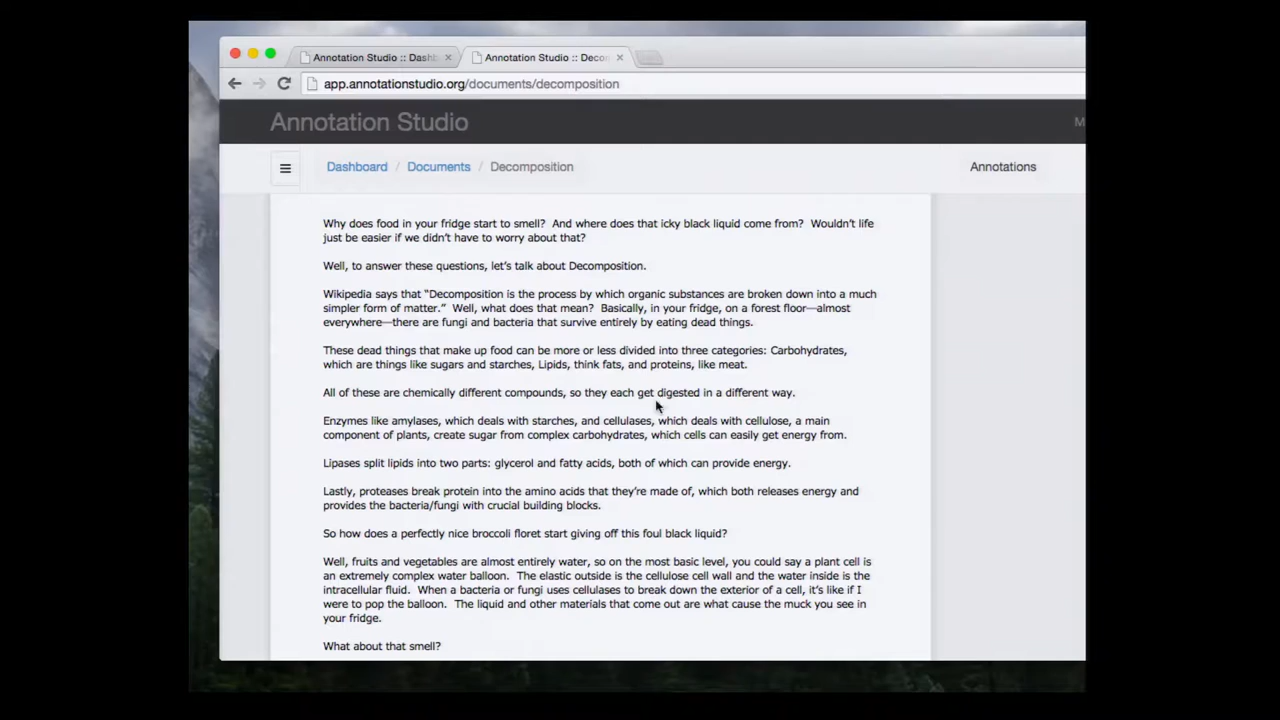 Annotation Studio :: Dashb
Annotation Studio :: Deco
app.annotationstudio.org/documents/decomposition
Annotation Studio
M
Dashboard / Documents / Decomposition
Annotations
Why does food in your fridge start to smell?  And where does that icky black liquid come from?  Wouldn't life
just be easier if we didn't have to worry about that?
Well, to answer these questions, let's talk about Decomposition.
Wikipedia says that “Decomposition is the process by which organic substances are broken down into a much
simpler form of matter.”  Well, what does that mean?  Basically, in your fridge, on a forest floor—almost
everywhere—there are fungi and bacteria that survive entirely by eating dead things.
These dead things that make up food can be more or less divided into three categories: Carbohydrates,
which are things like sugars and starches, Lipids, think fats, and proteins, like meat.
All of these are chemically different compounds, so they each get digested in a different way.
Enzymes like amylases, which deals with starches, and cellulases, which deals with cellulose, a main
component of plants, create sugar from complex carbohydrates, which cells can easily get energy from.
Lipases split lipids into two parts: glycerol and fatty acids, both of which can provide energy.
Lastly, proteases break protein into the amino acids that they're made of, which both releases energy and
provides the bacteria/fungi with crucial building blocks.
So how does a perfectly nice broccoli floret start giving off this foul black liquid?
Well, fruits and vegetables are almost entirely water, so on the most basic level, you could say a plant cell is
an extremely complex water balloon.  The elastic outside is the cellulose cell wall and the water inside is the
intracellular fluid.  When a bacteria or fungi uses cellulases to break down the exterior of a cell, it's like if I
were to pop the balloon.  The liquid and other materials that come out are what cause the muck you see in
your fridge.
What about that smell?